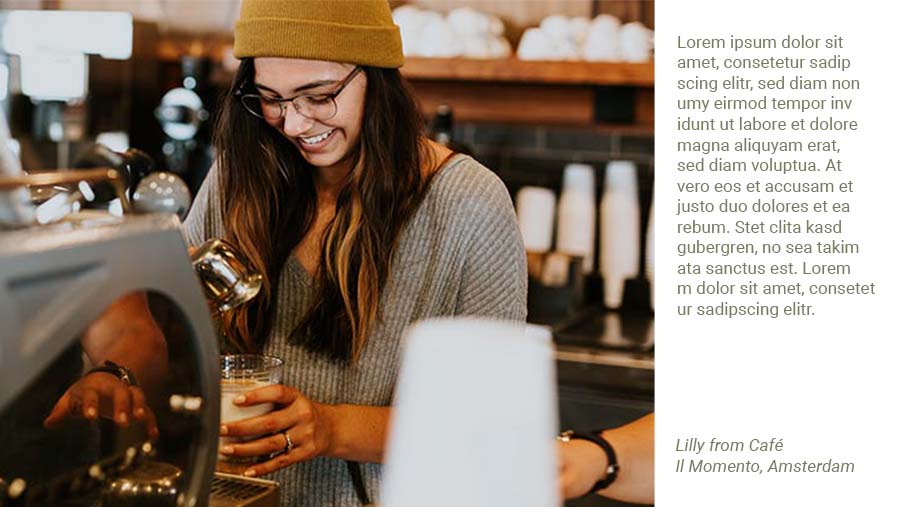 Lorem ipsum dolor sit
amet, consetetur sadip
scing elitr, sed diam non
umy eirmod tempor inv
idunt ut labore et dolore
magna aliquyam erat,
sed diam voluptua. At
vero eos et accusam et
justo duo dolores et ea
rebum. Stet clita kasd
gubergren, no sea takim
ata sanctus est. Lorem
m dolor sit amet, consetet
ur sadipscing elitr.
Lilly from Café
Il Momento, Amsterdam